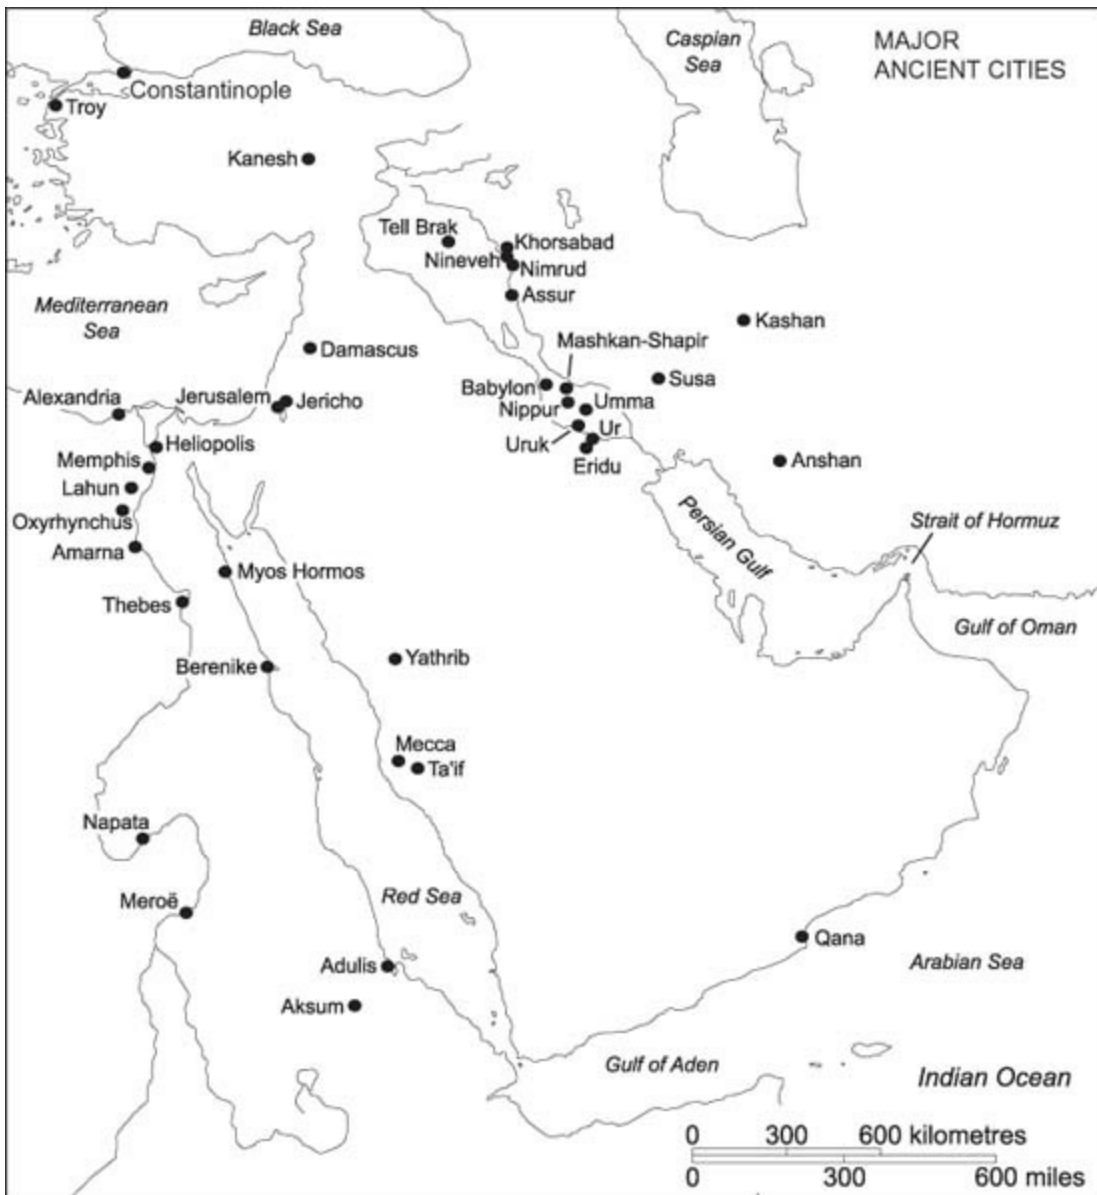 Black Sea
Caspian
Sea
MAJOR
ANCIENT CITIES
Constantinople
Troy
Kanesh
Tell Brak
Khorsabad
Nineveh
Nimrud
Assur
Mediterranean
Sea
Kashan
Mashkan-Shapir
Damascus
Susa
Babylon
Alexandria
Jerusalem
Jericho
Nippur
Umma
Ur
Uruk
Heliopolis
Eridu
Anshan
Memphis
Lahun
Oxyrhynchus
Persian Gulf
Strait of Hormuz
Amarna
Myos Hormos
Thebes
Gulf of Oman
Yathrib
Berenike
Mecca
Ta'if
Napata
Red Sea
Meroë
Qana
Adulis
Arabian Sea
Aksum
Gulf of Aden
Indian Ocean
0 300 600 kilometres
0 300 600 miles